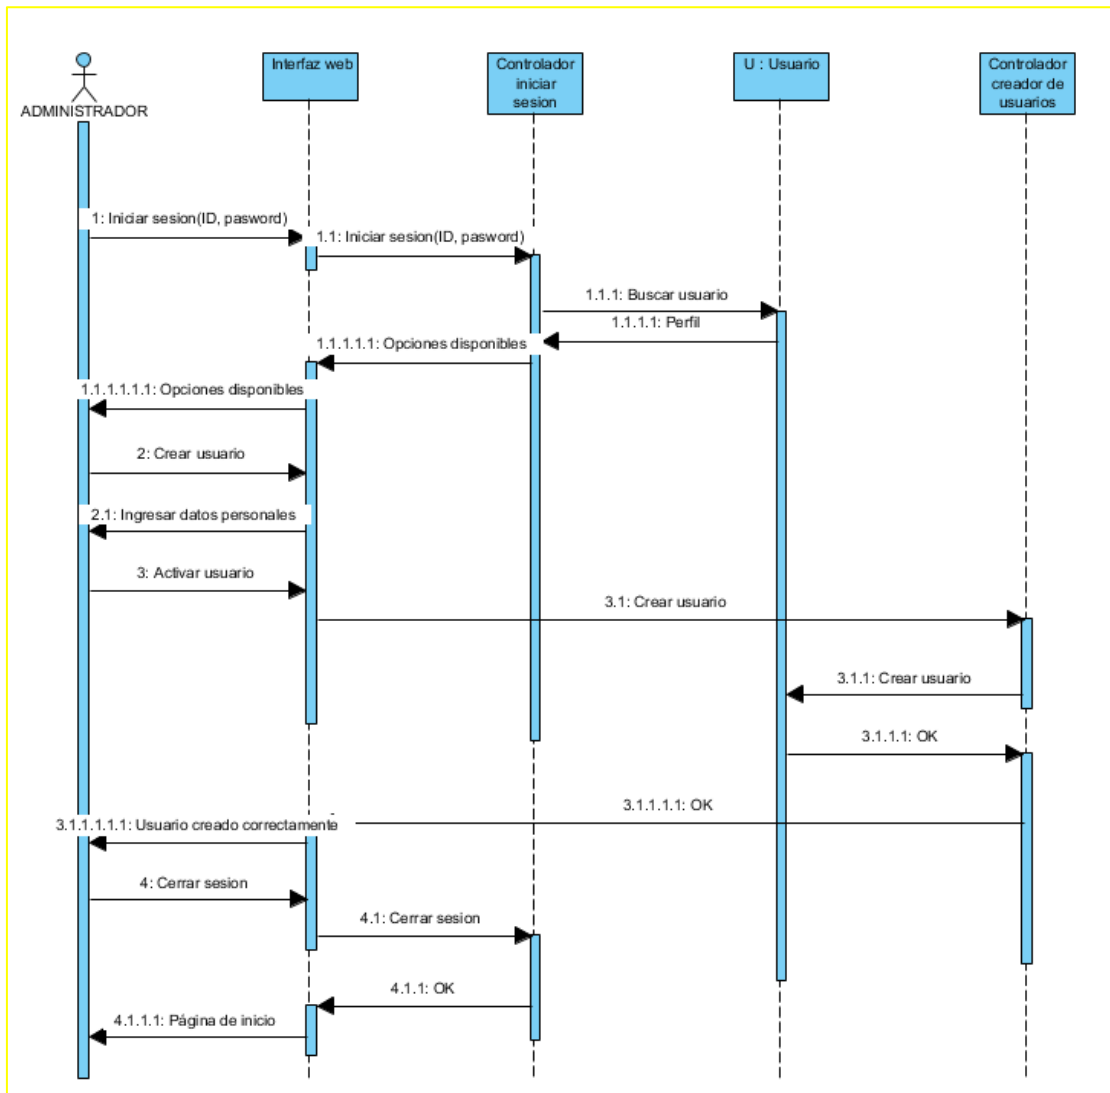 ADMINISTRADOR
Interfaz web
Controlador
iniciar
sesion
U : Usuario
Controlador
creador de
usuarios
1: Iniciar sesion(ID, pasword)
1.1: Iniciar sesion(ID, pasword)
1.1.1: Buscar usuario
1.1.1.1: Perfil
1.1.1.1.1: Opciones disponibles
1.1.1.1.1.1: Opciones disponibles
2: Crear usuario
2.1: Ingresar datos personales
3: Activar usuario
3.1: Crear usuario
3.1.1: Crear usuario
3.1.1.1: OK
3.1.1.1.1: OK
3.1.1.1.1.1: Usuario creado correctamente
4: Cerrar sesion
4.1: Cerrar sesion
4.1.1: OK
4.1.1.1: Página de inicio